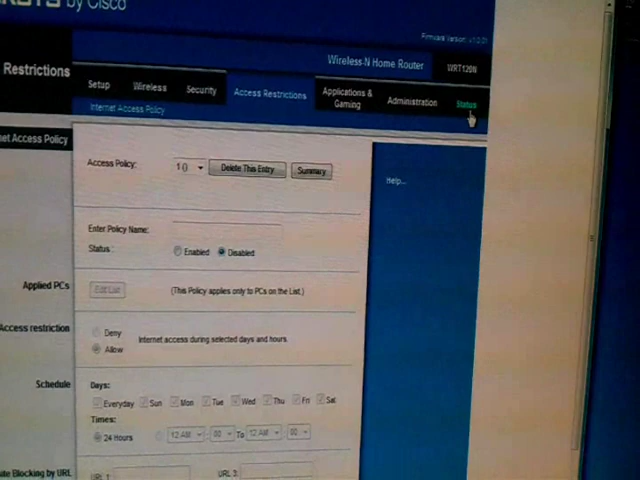 by Cisco
Firmware Version: v1.0.01
Wireless-N Home Router
WRT120N
Restrictions
Setup
Wireless
Security
Access Restrictions
Applications & Gaming
Administration
Status
Internet Access Policy
net Access Policy
Access Policy:
1 ()
Delete This Entry
Summary
Help...
Enter Policy Name:
Status :
Enabled
Disabled
Applied PCs
Edit List
(This Policy applies only to PCs on the List.)
Access restriction
Deny
Allow
Internet access during selected days and hours.
Schedule
Days:
Everyday
Sun
Mon
Tue
Wed
Thu
Fri
Sat
Times:
24 Hours
12 AM
:
00
To
12 AM
:
00
Blocking by URL
URL 1:
URL 3: